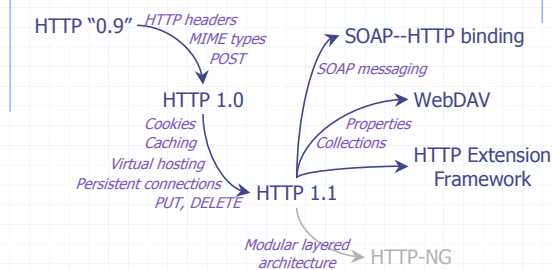 HTTP “0.9”
HTTP headers
MIME types
POST
HTTP 1.0
Cookies
Caching
Virtual hosting
Persistent connections
PUT, DELETE
HTTP 1.1
SOAP--HTTP binding
SOAP messaging
WebDAV
Properties
Collections
HTTP Extension
Framework
Modular layered
architecture
HTTP-NG